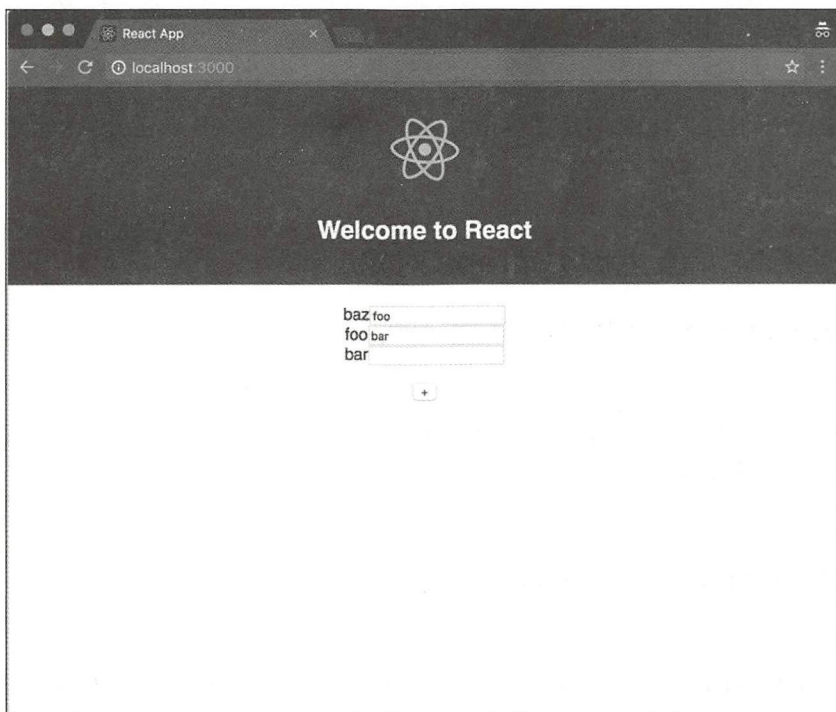 React App ×
localhost:3000
Welcome to React
baz foo
foo bar
bar
+